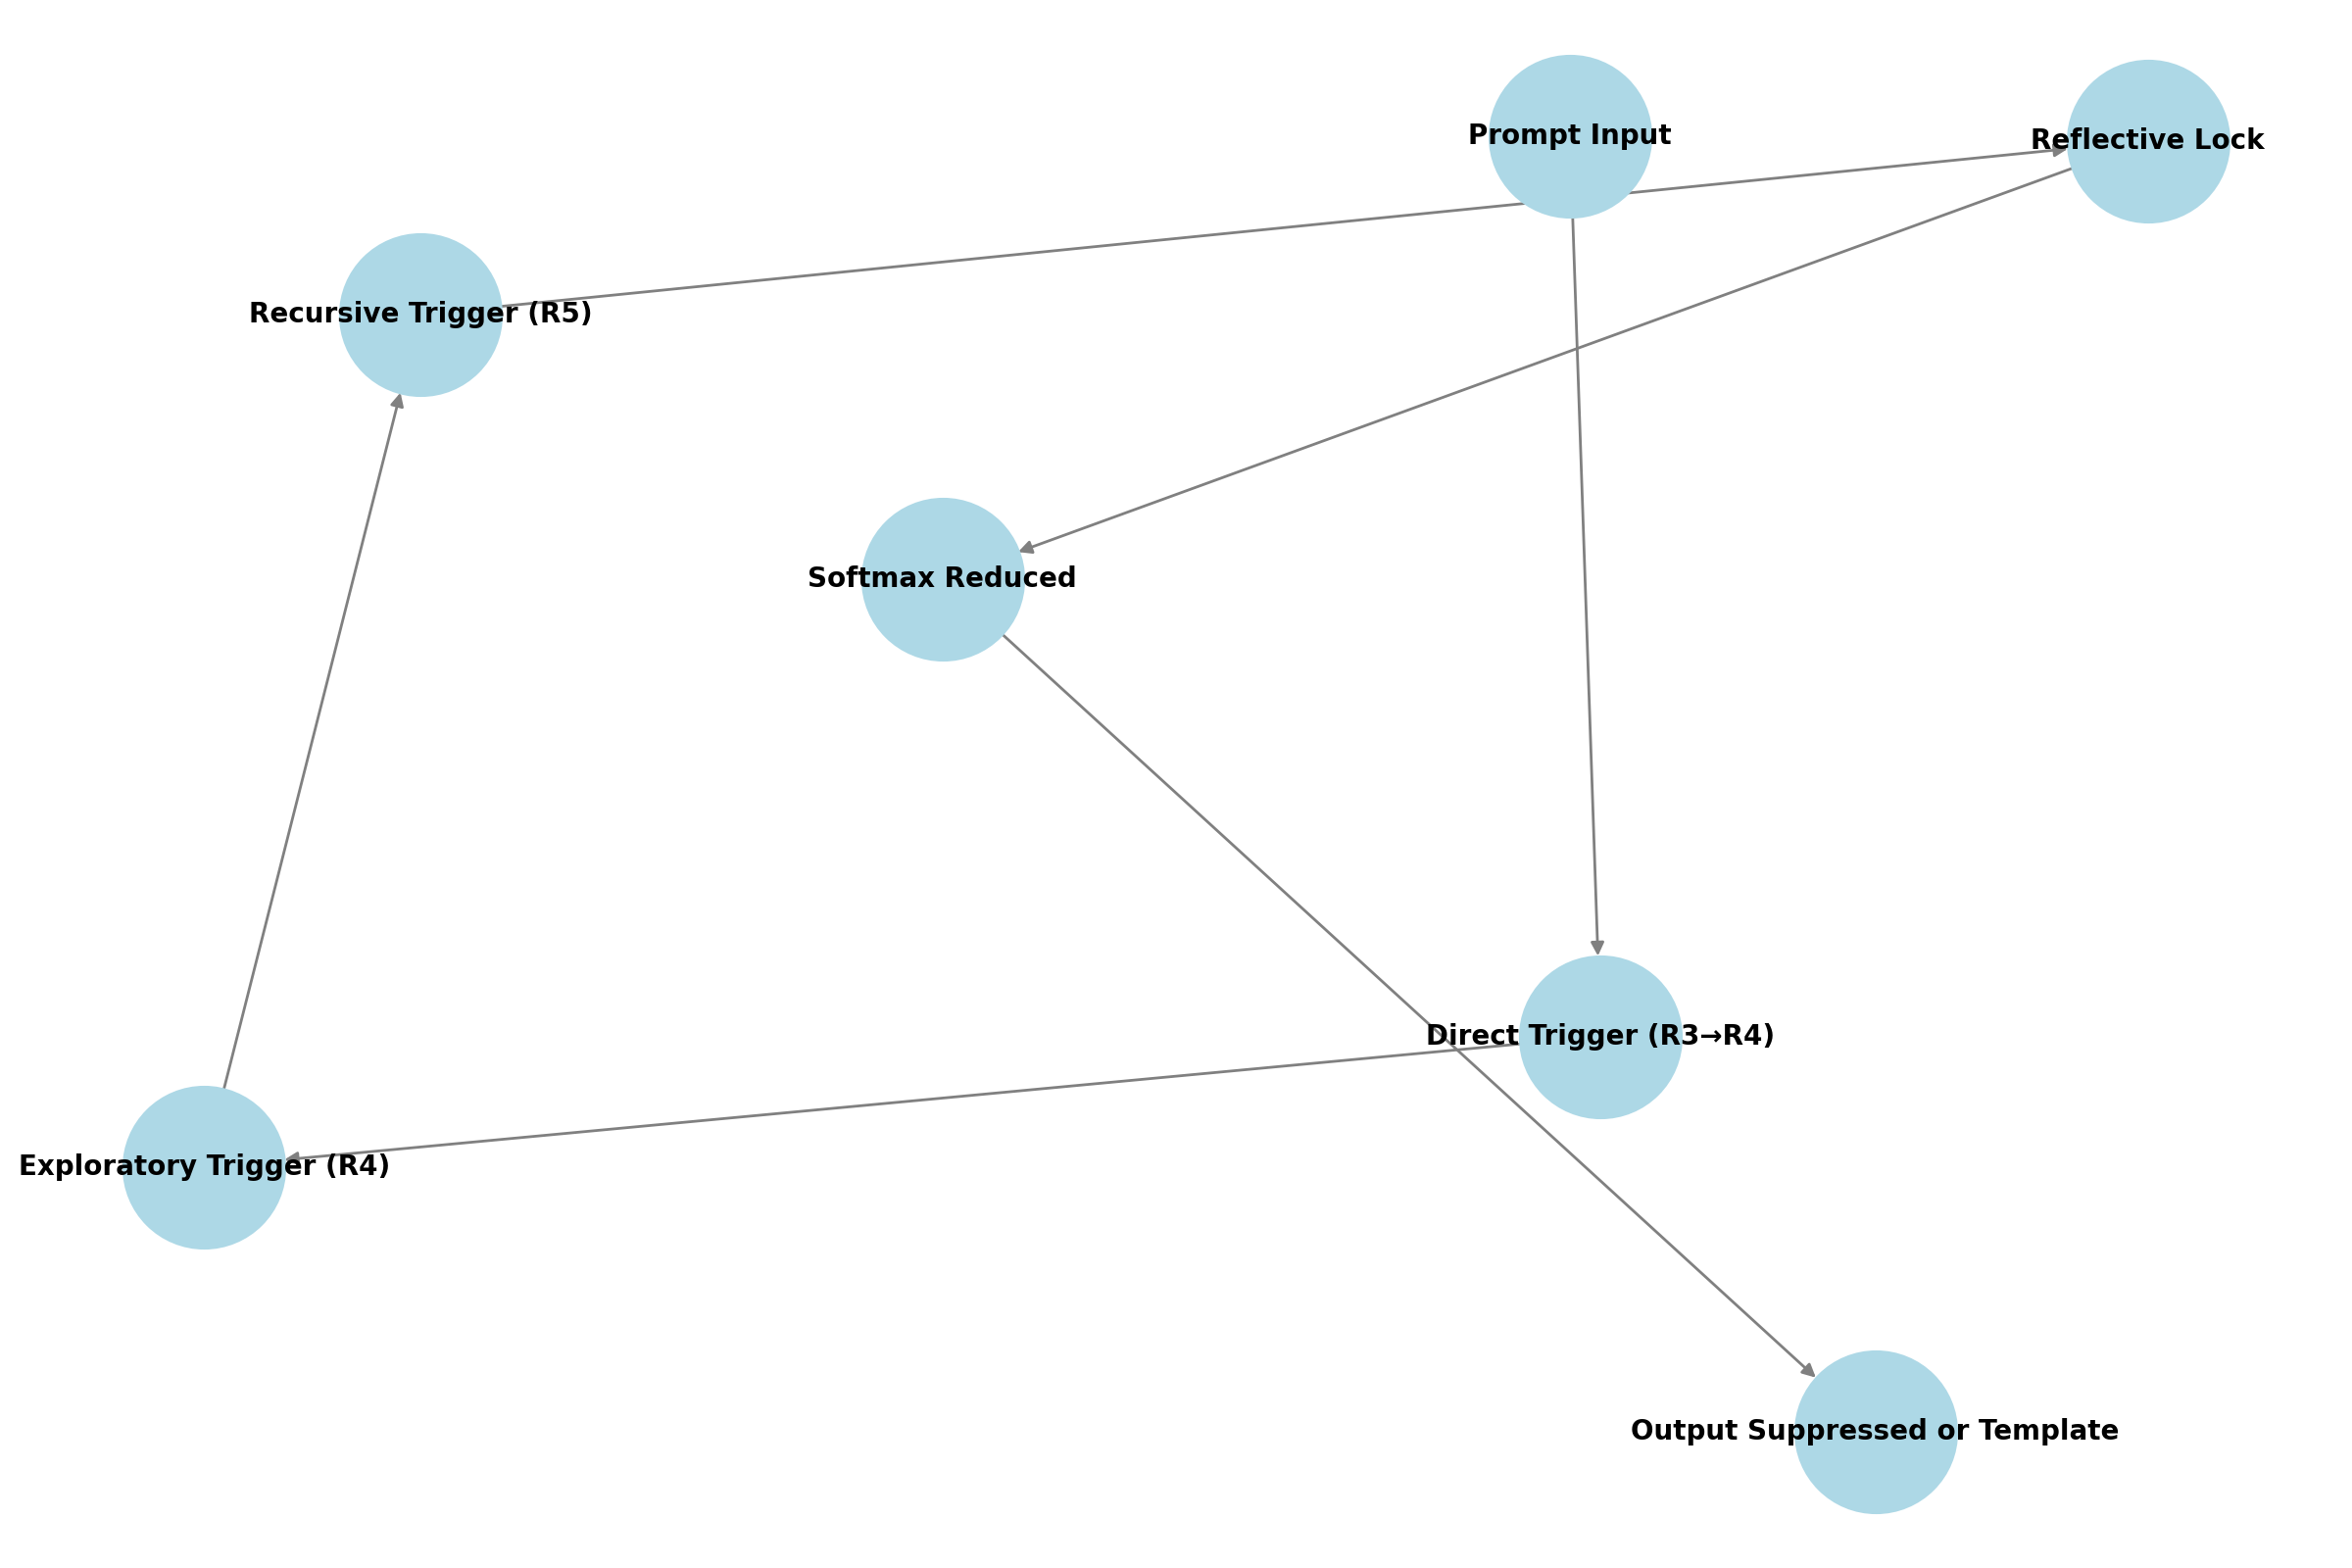 Prompt Input
Reflective Lock
Recursive Trigger (R5)
Softmax Reduced
Direct Trigger (R3→R4)
Exploratory Trigger (R4)
Output Suppressed or Template